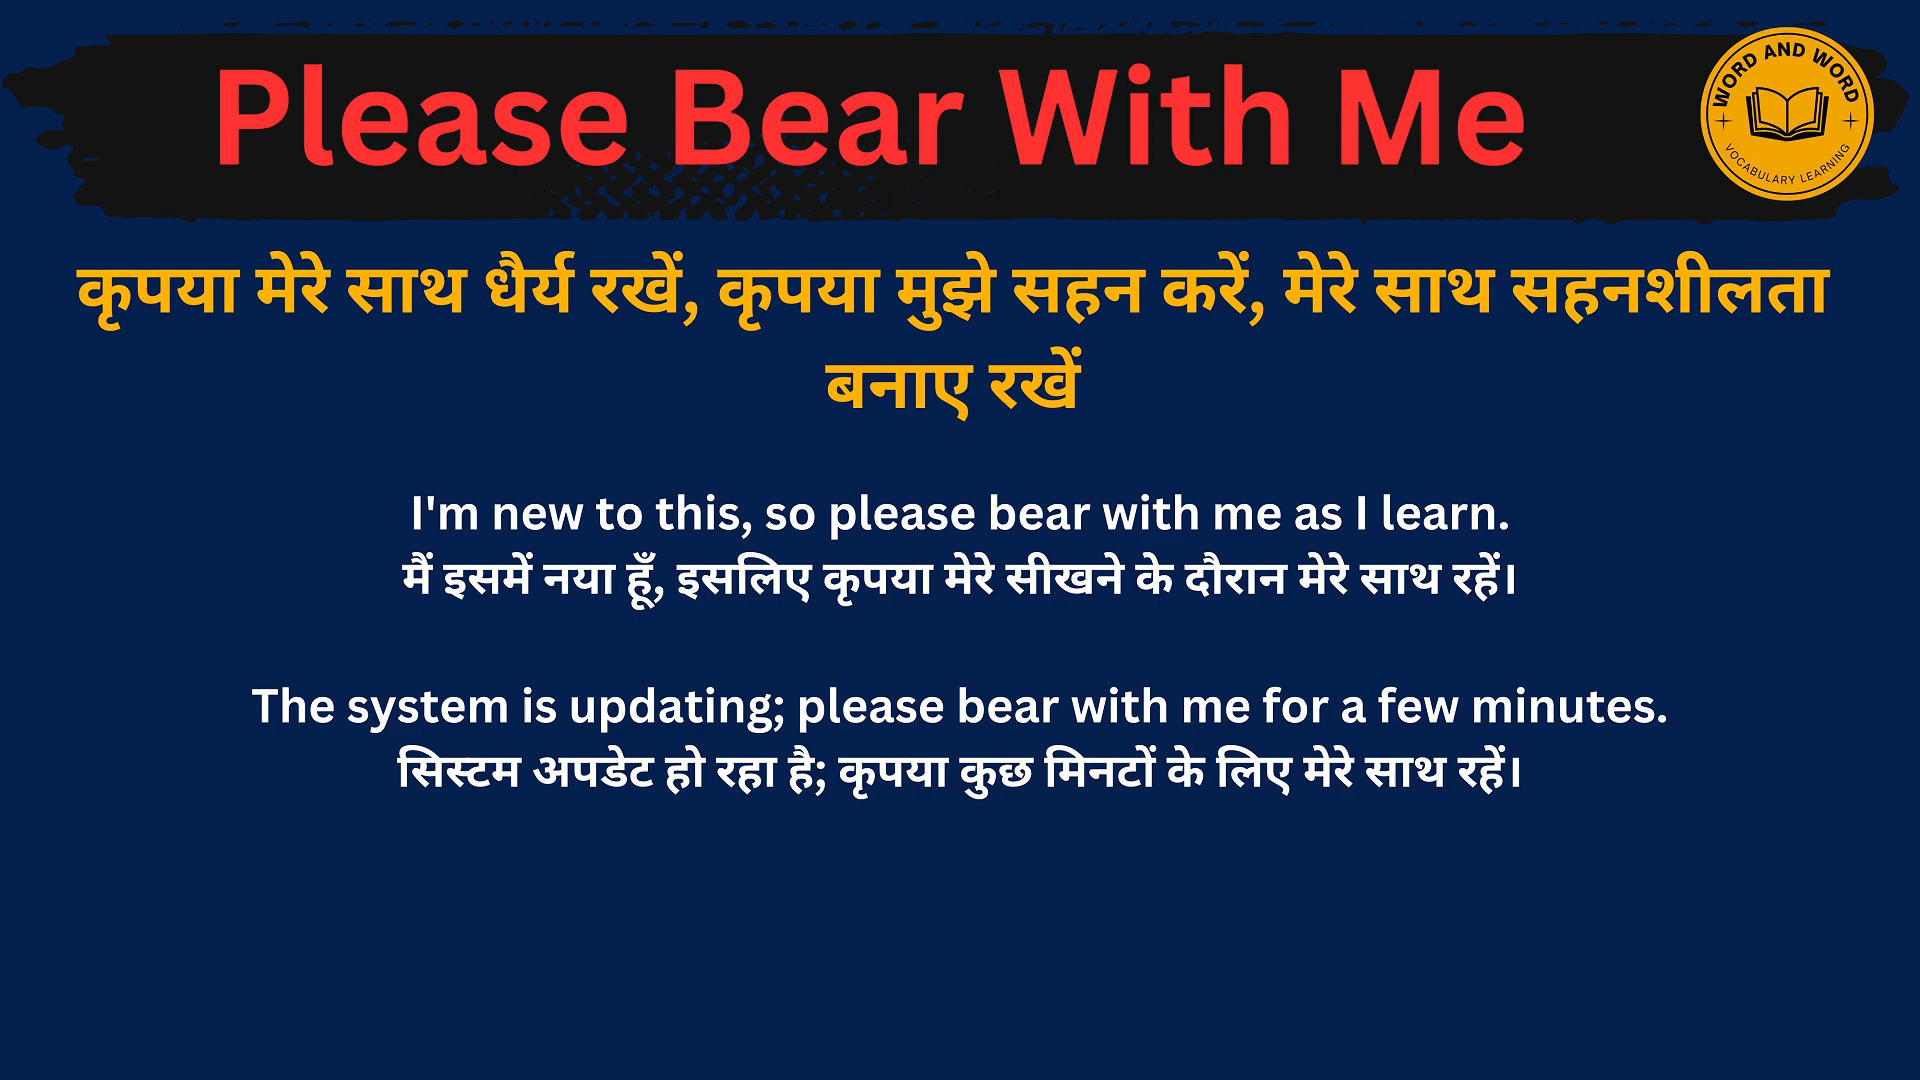 Please Bear With Me
WORD AND WORD
VOCABULARY LEARNING
कृपया मेरे साथ धैर्य रखें, कृपया मुझे सहन करें, मेरे साथ सहनशीलता
बनाए रखें
I'm new to this, so please bear with me as I learn.
मैं इसमें नया हूँ, इसलिए कृपया मेरे सीखने के दौरान मेरे साथ रहें।
The system is updating; please bear with me for a few minutes.
सिस्टम अपडेट हो रहा है; कृपया कुछ मिनटों के लिए मेरे साथ रहें।